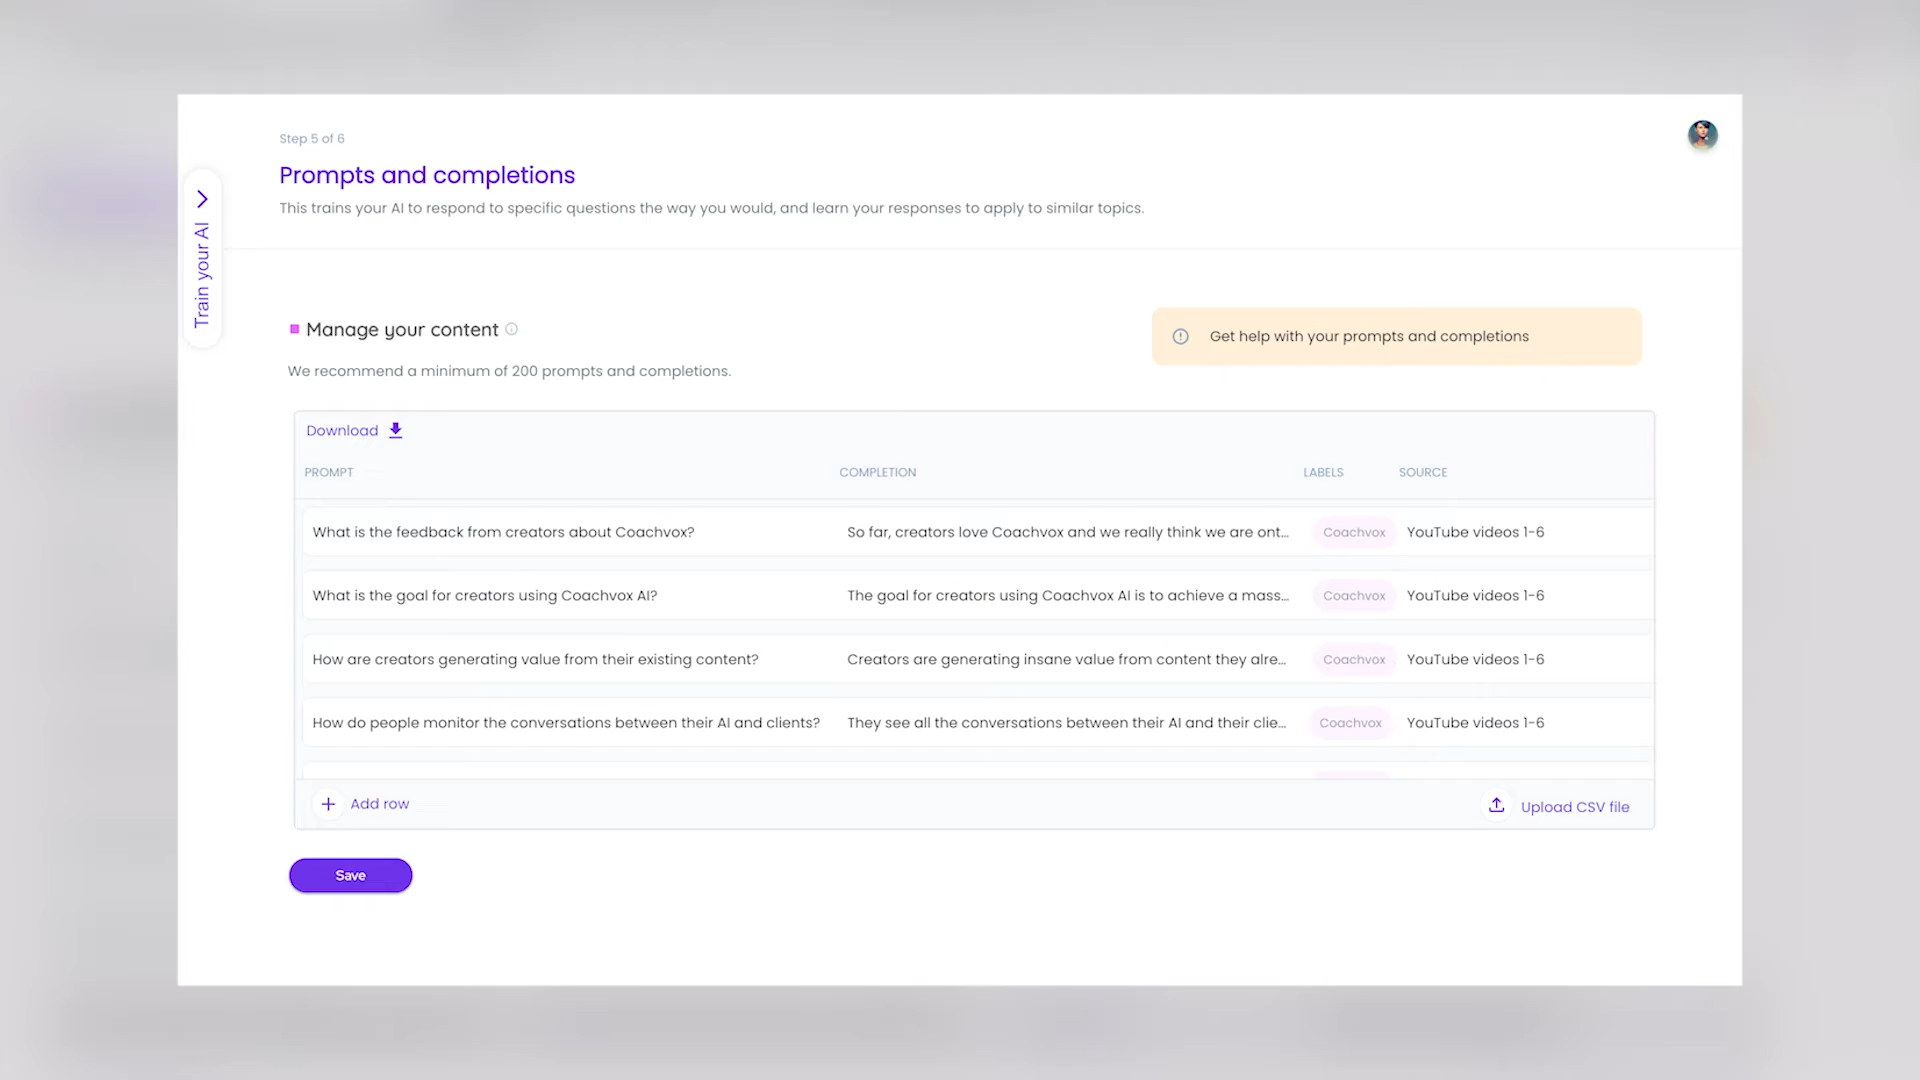 Step 5 of 6
Prompts and completions
This trains your AI to respond to specific questions the way you would, and learn your responses to apply to similar topics.
Train your AI
Manage your content
Get help with your prompts and completions
We recommend a minimum of 200 prompts and completions.
Download
PROMPT COMPLETION LABELS SOURCE
What is the feedback from creators about Coachvox? So far, creators love Coachvox and we really think we are ont... Coachvox YouTube videos 1-6
What is the goal for creators using Coachvox AI? The goal for creators using Coachvox AI is to achieve a mass... Coachvox YouTube videos 1-6
How are creators generating value from their existing content? Creators are generating insane value from content they alre... Coachvox YouTube videos 1-6
How do people monitor the conversations between their AI and clients? They see all the conversations between their AI and their clie... Coachvox YouTube videos 1-6
Add row Upload CSV file
Save